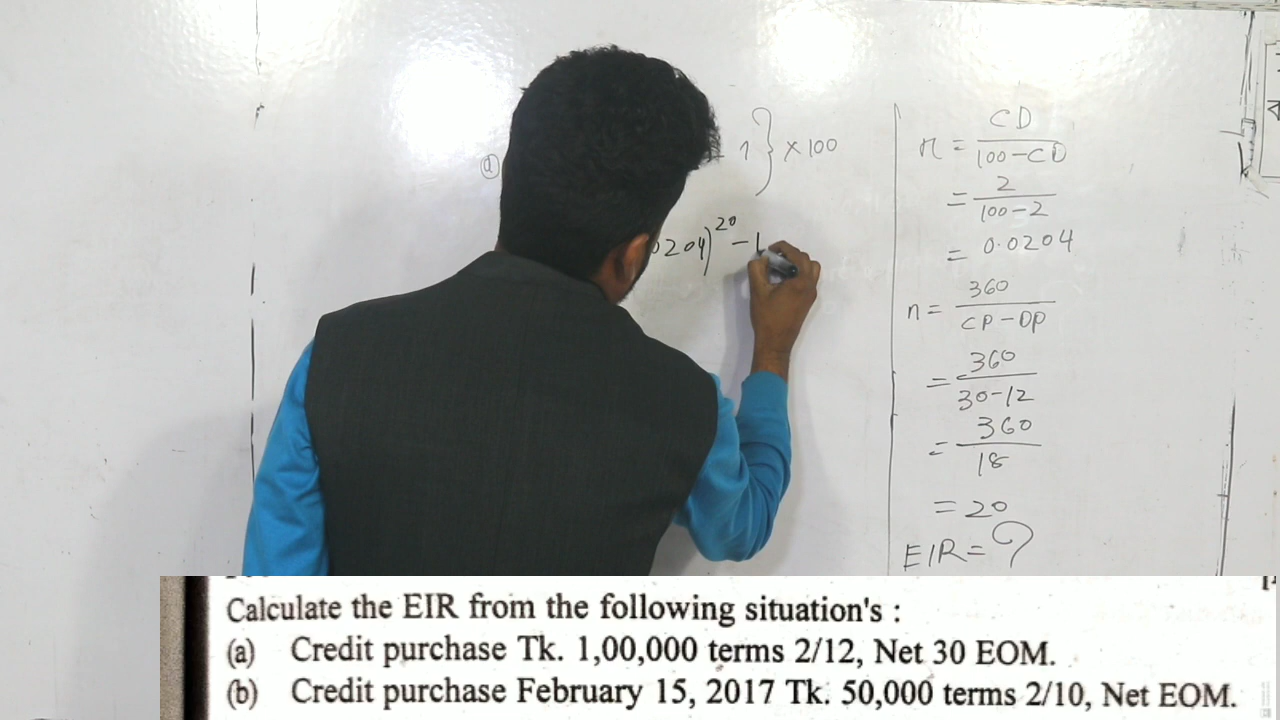 ⓐ 1 } × 100
0204)²⁰ − 1
r = CD / 100 − CD
= 2 / 100 − 2
= 0.0204
n = 360 / CP − DP
= 360 / 30 − 12
= 360 / 18
= 20
EIR = ?
Calculate the EIR from the following situation's :
(a) Credit purchase Tk. 1,00,000 terms 2/12, Net 30 EOM.
(b) Credit purchase February 15, 2017 Tk. 50,000 terms 2/10, Net EOM.